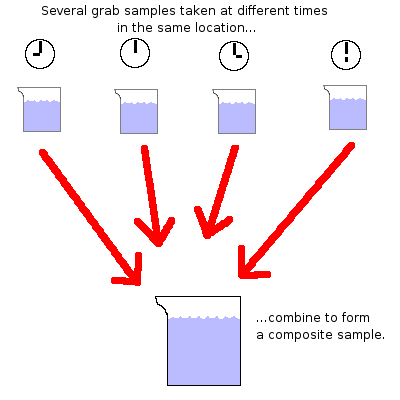 Several grab samples taken at different times
in the same location...
...combine to form
a composite sample.